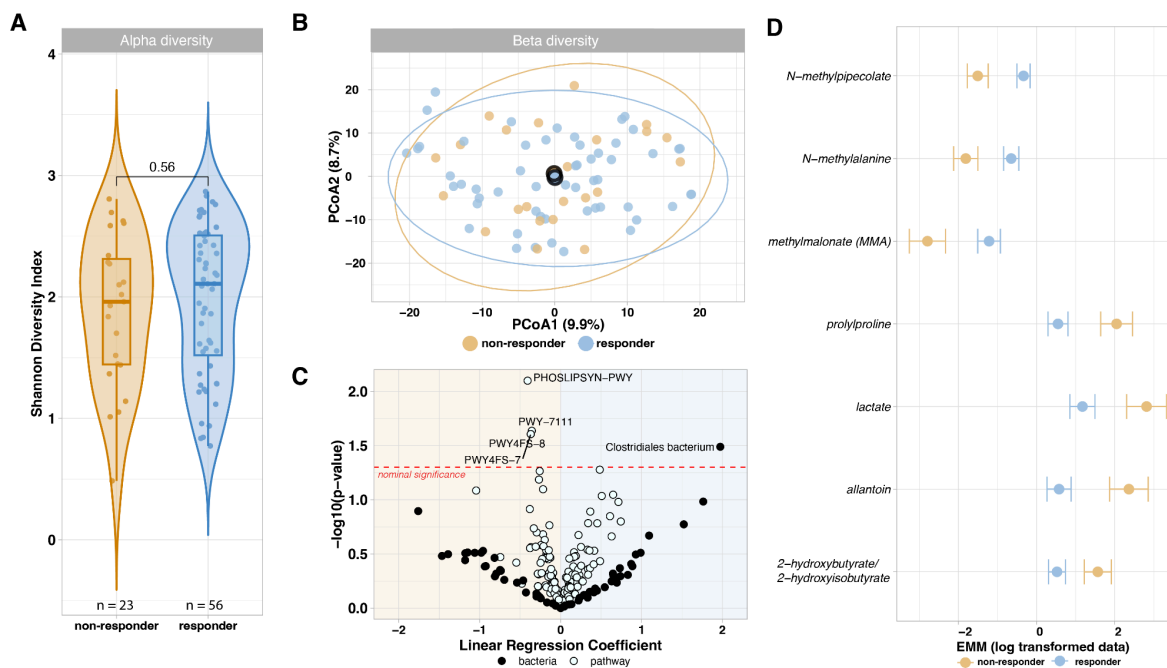 A
Alpha diversity
Shannon Diversity Index
4
3
2
1
0
0.56
n = 23
n = 56
non-responder
responder
B
Beta diversity
PCoA2 (8.7%)
20
10
0
−10
−20
−20
−10
0
13
20
PCoA1 (9.9%)
non-responder
responder
C
−log10(p-value)
2.0
1.5
1.0
0.5
0.0
PHOSLIPSYN−PWY
PWY−7111
PWY4FS−8
PWY4FS−7
Clostridiales bacterium
nominal significance
−2
−1
0
1
2
Linear Regression Coefficient
bacteria
pathway
D
N−methylpipecolate
N−methylalanine
methylmalonate (MMA)
prolylproline
lactate
allantoin
2−hydroxybutyrate/
2−hydroxyisobutyrate
−2
0
2
EMM (log transformed data)
non-responder
responder